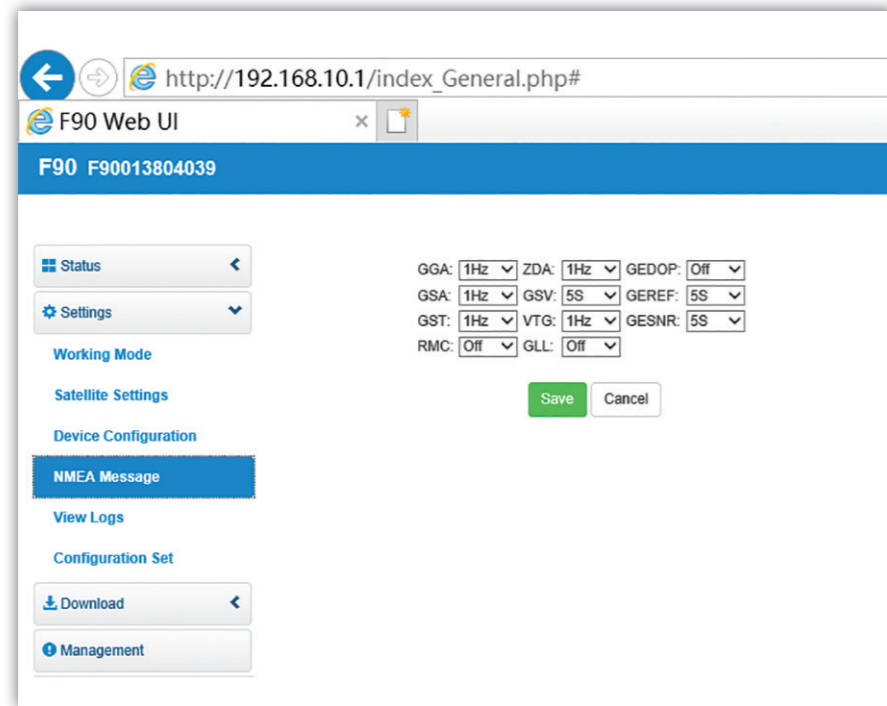 http://192.168.10.1/index_General.php#
F90 Web UI
F90 F90013804039
Status
Settings
Working Mode
Satellite Settings
Device Configuration
NMEA Message
View Logs
Configuration Set
Download
Management
GGA: 1Hz ZDA: 1Hz GEDOP: Off
GSA: 1Hz GSV: 5S GEREF: 5S
GST: 1Hz VTG: 1Hz GESNR: 5S
RMC: Off GLL: Off
Save Cancel